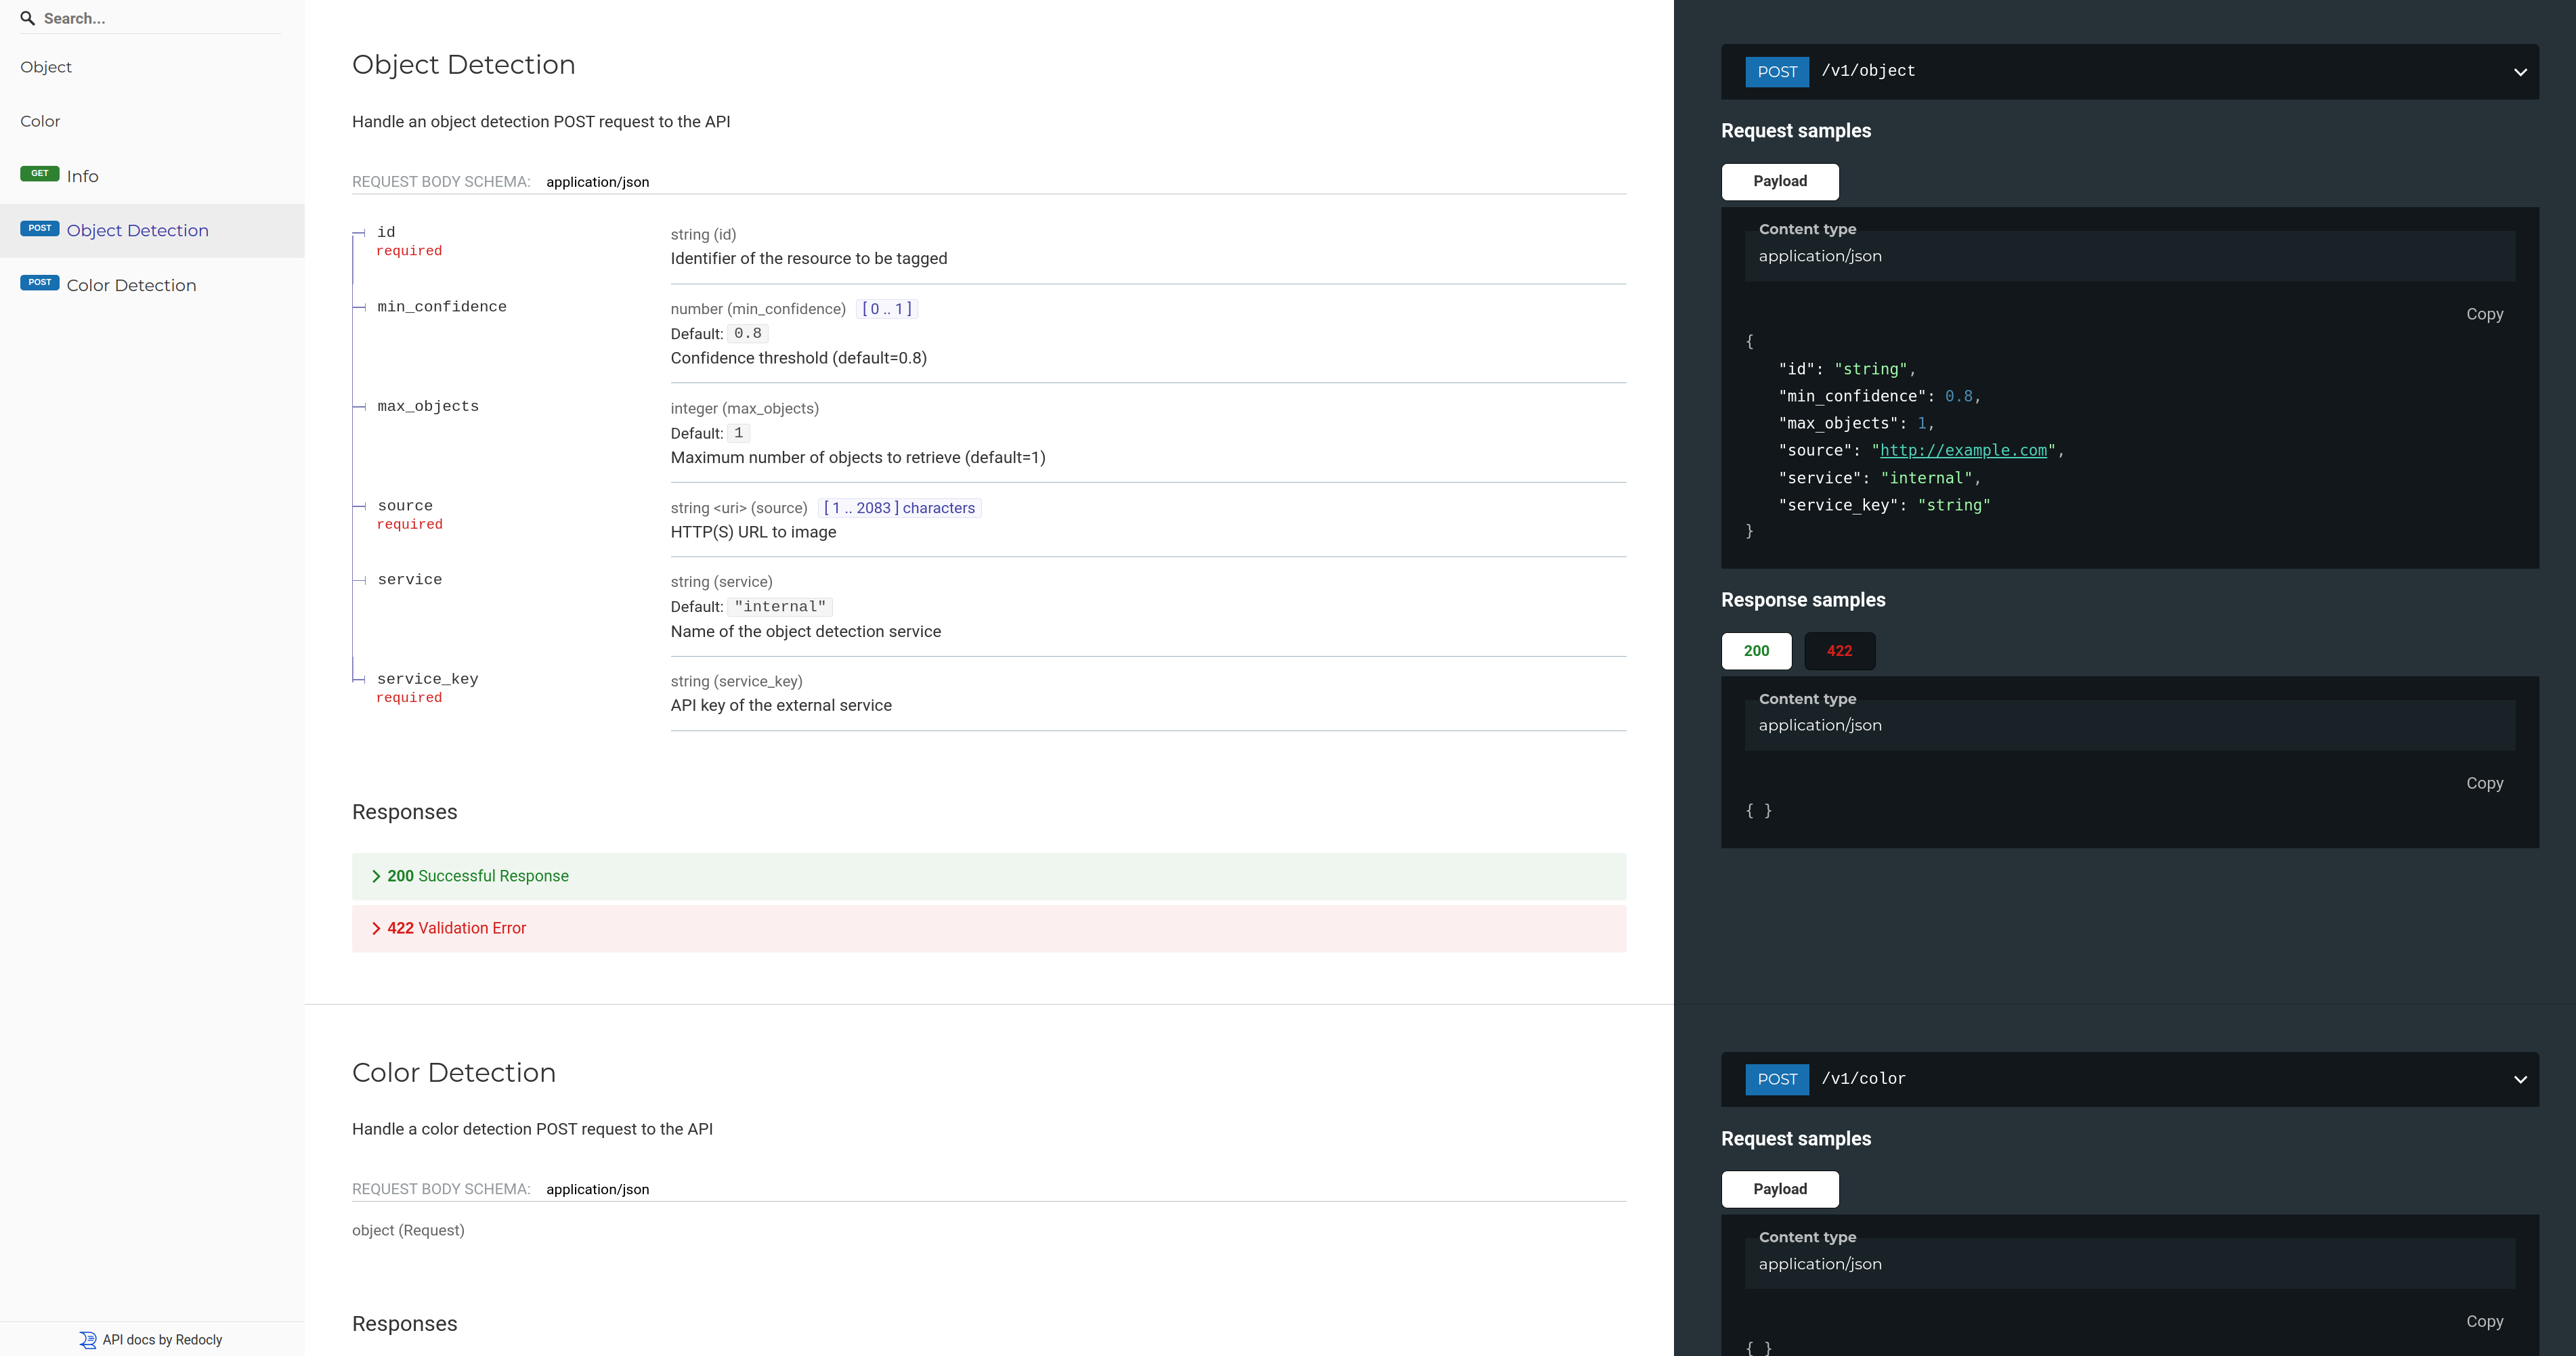 Search...
Object
Color
GET Info
POST Object Detection
POST Color Detection
API docs by Redocly
Object Detection
Handle an object detection POST request to the API
REQUEST BODY SCHEMA: application/json
id
required
string (id)
Identifier of the resource to be tagged
min_confidence
number (min_confidence) [ 0 .. 1 ]
Default: 0.8
Confidence threshold (default=0.8)
max_objects
integer (max_objects)
Default: 1
Maximum number of objects to retrieve (default=1)
source
required
string <uri> (source) [ 1 .. 2083 ] characters
HTTP(S) URL to image
service
string (service)
Default: "internal"
Name of the object detection service
service_key
required
string (service_key)
API key of the external service
Responses
200 Successful Response
422 Validation Error
POST /v1/object
Request samples
Payload
Content type
application/json
Copy
{
"id": "string",
"min_confidence": 0.8,
"max_objects": 1,
"source": "http://example.com",
"service": "internal",
"service_key": "string"
}
Response samples
200 422
Content type
application/json
Copy
{ }
Color Detection
Handle a color detection POST request to the API
REQUEST BODY SCHEMA: application/json
object (Request)
Responses
POST /v1/color
Request samples
Payload
Content type
application/json
Copy
{ }